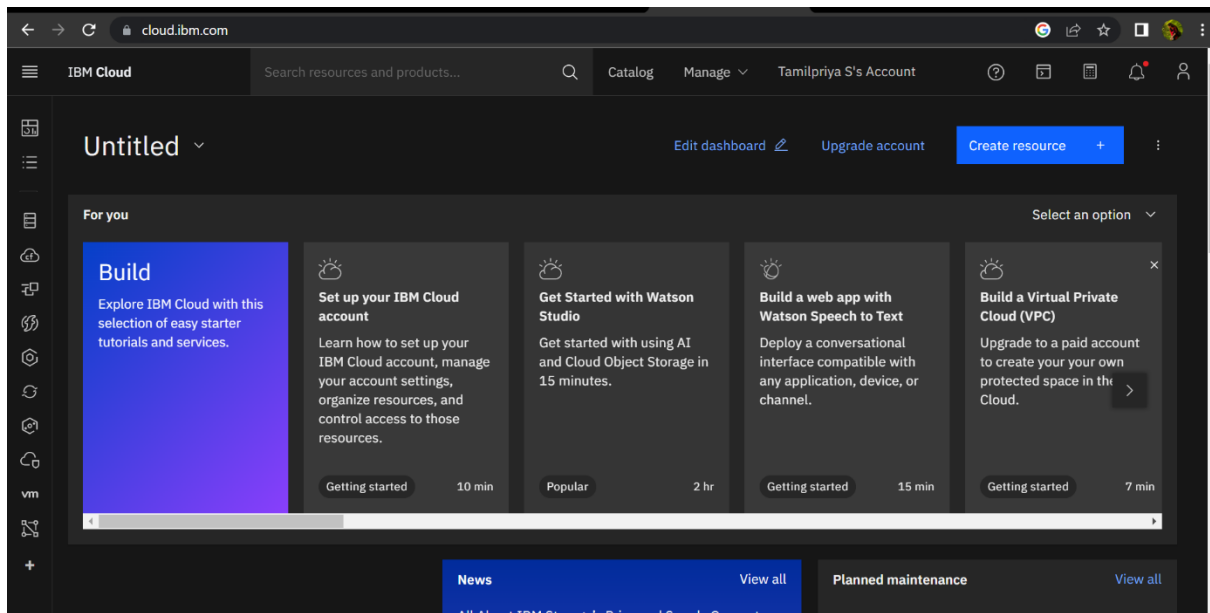 cloud.ibm.com
IBM Cloud
Search resources and products...
Catalog
Manage
Tamilpriya S's Account
Untitled
Edit dashboard
Upgrade account
Create resource +
For you
Select an option
Build
Explore IBM Cloud with this
selection of easy starter
tutorials and services.
Set up your IBM Cloud
account
Learn how to set up your
IBM Cloud account, manage
your account settings,
organize resources, and
control access to those
resources.
Getting started
10 min
Get Started with Watson
Studio
Get started with using AI
and Cloud Object Storage in
15 minutes.
Popular
2 hr
Build a web app with
Watson Speech to Text
Deploy a conversational
interface compatible with
any application, device, or
channel.
Getting started
15 min
Build a Virtual Private
Cloud (VPC)
Upgrade to a paid account
to create your your own
protected space in the
Cloud.
Getting started
7 min
vm
News
View all
Planned maintenance
View all